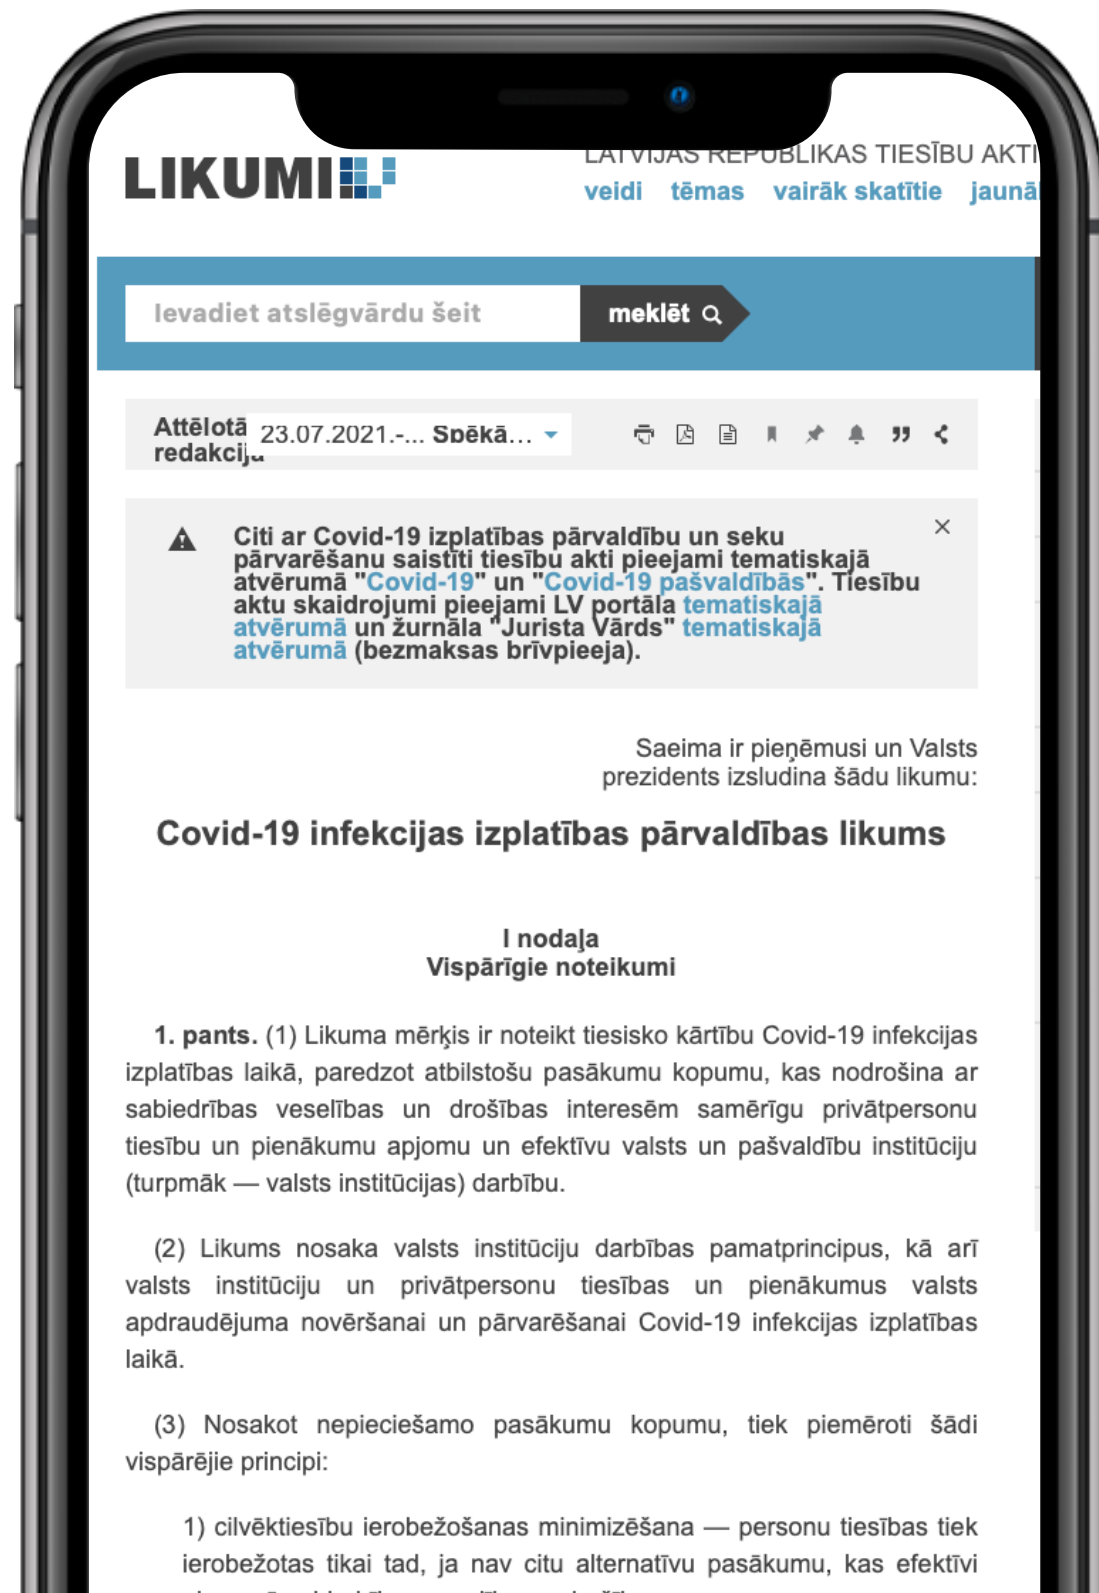 LIKUMI
LATVIJAS REPUBLIKAS TIESĪBU AKTI
veidi tēmas vairāk skatītie jaunā
Ievadiet atslēgvārdu šeit
meklēt
Attēlotā
redakcija
23.07.2021.-... Spēkā...
Citi ar Covid-19 izplatības pārvaldību un seku
pārvarēšanu saistīti tiesību akti pieejami tematiskajā
atvērumā "Covid-19" un "Covid-19 pašvaldībās". Tiesību
aktu skaidrojumi pieejami LV portāla tematiskajā
atvērumā un žurnāla "Jurista Vārds" tematiskajā
atvērumā (bezmaksas brīvpieeja).
Saeima ir pieņēmusi un Valsts
prezidents izsludina šādu likumu:
Covid-19 infekcijas izplatības pārvaldības likums
I nodaļa
Vispārīgie noteikumi
1. pants. (1) Likuma mērķis ir noteikt tiesisko kārtību Covid-19 infekcijas
izplatības laikā, paredzot atbilstošu pasākumu kopumu, kas nodrošina ar
sabiedrības veselības un drošības interesēm samērīgu privātpersonu
tiesību un pienākumu apjomu un efektīvu valsts un pašvaldību institūciju
(turpmāk — valsts institūcijas) darbību.
(2) Likums nosaka valsts institūciju darbības pamatprincipus, kā arī
valsts institūciju un privātpersonu tiesības un pienākumus valsts
apdraudējuma novēršanai un pārvarēšanai Covid-19 infekcijas izplatības
laikā.
(3) Nosakot nepieciešamo pasākumu kopumu, tiek piemēroti šādi
vispārējie principi:
1) cilvēktiesību ierobežošanas minimizēšana — personu tiesības tiek
ierobežotas tikai tad, ja nav citu alternatīvu pasākumu, kas efektīvi